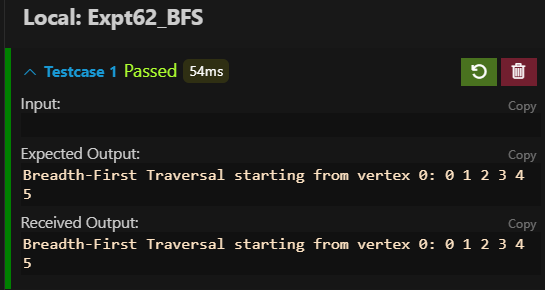 Local: Expt62_BFS
Testcase 1 Passed 54ms
Input:
Copy
Expected Output:
Copy
Breadth-First Traversal starting from vertex 0: 0 1 2 3 4
5
Received Output:
Copy
Breadth-First Traversal starting from vertex 0: 0 1 2 3 4
5